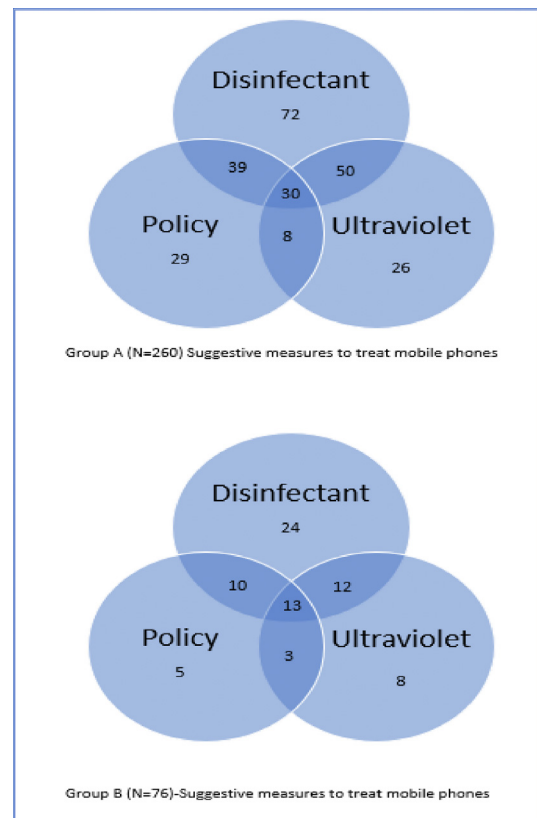 Disinfectant
72
39 50
30
Policy 8 Ultraviolet
29 26
Group A (N=260) Suggestive measures to treat mobile phones
Disinfectant
24
10 12
13
Policy 3 Ultraviolet
5 8
Group B (N=76)-Suggestive measures to treat mobile phones